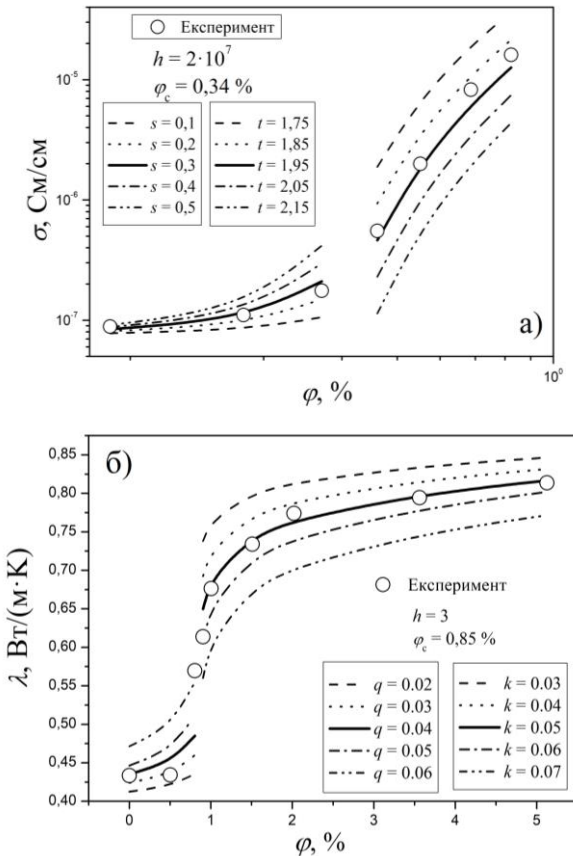 Експеримент
h = 2·10⁷
φc = 0,34 %
s = 0,1
s = 0,2
s = 0,3
s = 0,4
s = 0,5
t = 1,75
t = 1,85
t = 1,95
t = 2,05
t = 2,15
10⁻⁵
10⁻⁶
10⁻⁷
σ, См/см
а)
10⁰
φ, %
б)
0,85
0,80
0,75
0,70
0,65
0,60
0,55
0,50
0,45
0,40
λ, Вт/(м·К)
Експеримент
h = 3
φc = 0,85 %
q = 0.02
q = 0.03
q = 0.04
q = 0.05
q = 0.06
k = 0.03
k = 0.04
k = 0.05
k = 0.06
k = 0.07
0 1 2 3 4 5
φ, %